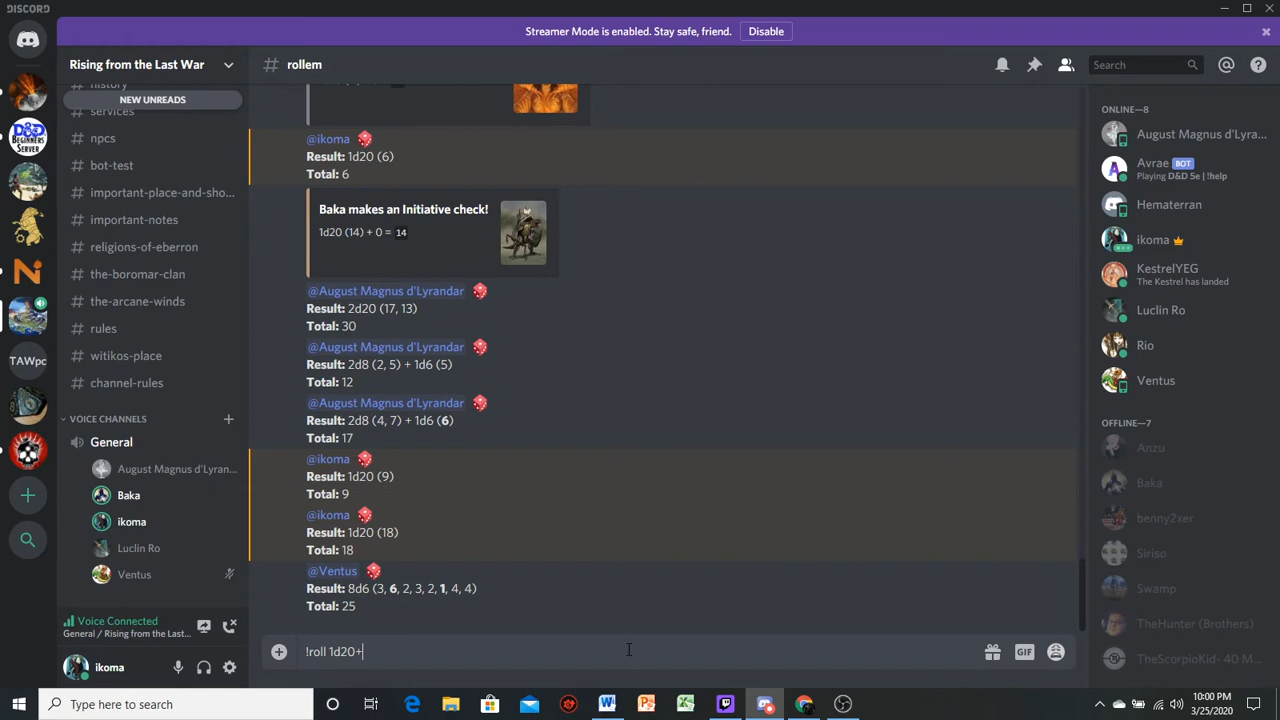 DISCORD
Streamer Mode is enabled. Stay safe, friend. Disable
Rising from the Last War
history
NEW UNREADS
services
npcs
bot-test
important-place-and-sho...
important-notes
religions-of-eberron
the-boromar-clan
the-arcane-winds
rules
witikos-place
channel-rules
VOICE CHANNELS
General
August Magnus d'Lyran...
Baka
ikoma
Luclin Ro
Ventus
Voice Connected
General / Rising from the Last...
ikoma
TAWpc
# rollem
Search
@ikoma
Result: 1d20 (6)
Total: 6
Baka makes an Initiative check!
1d20 (14) + 0 = 14
@August Magnus d'Lyrandar
Result: 2d20 (17, 13)
Total: 30
@August Magnus d'Lyrandar
Result: 2d8 (2, 5) + 1d6 (5)
Total: 12
@August Magnus d'Lyrandar
Result: 2d8 (4, 7) + 1d6 (6)
Total: 17
@ikoma
Result: 1d20 (9)
Total: 9
@ikoma
Result: 1d20 (18)
Total: 18
@Ventus
Result: 8d6 (3, 6, 2, 3, 2, 1, 4, 4)
Total: 25
!roll 1d20+
GIF
ONLINE—8
August Magnus d'Lyra...
Avrae BOT
Playing D&D 5e | !help
Hematerran
ikoma
KestrelYEG
The Kestrel has landed
Luclin Ro
Rio
Ventus
OFFLINE—7
Anzu
Baka
benny2xer
Siriso
Swamp
TheHunter (Brothers)
TheScorpioKid- 40 M...
Type here to search
10:00 PM
3/25/2020